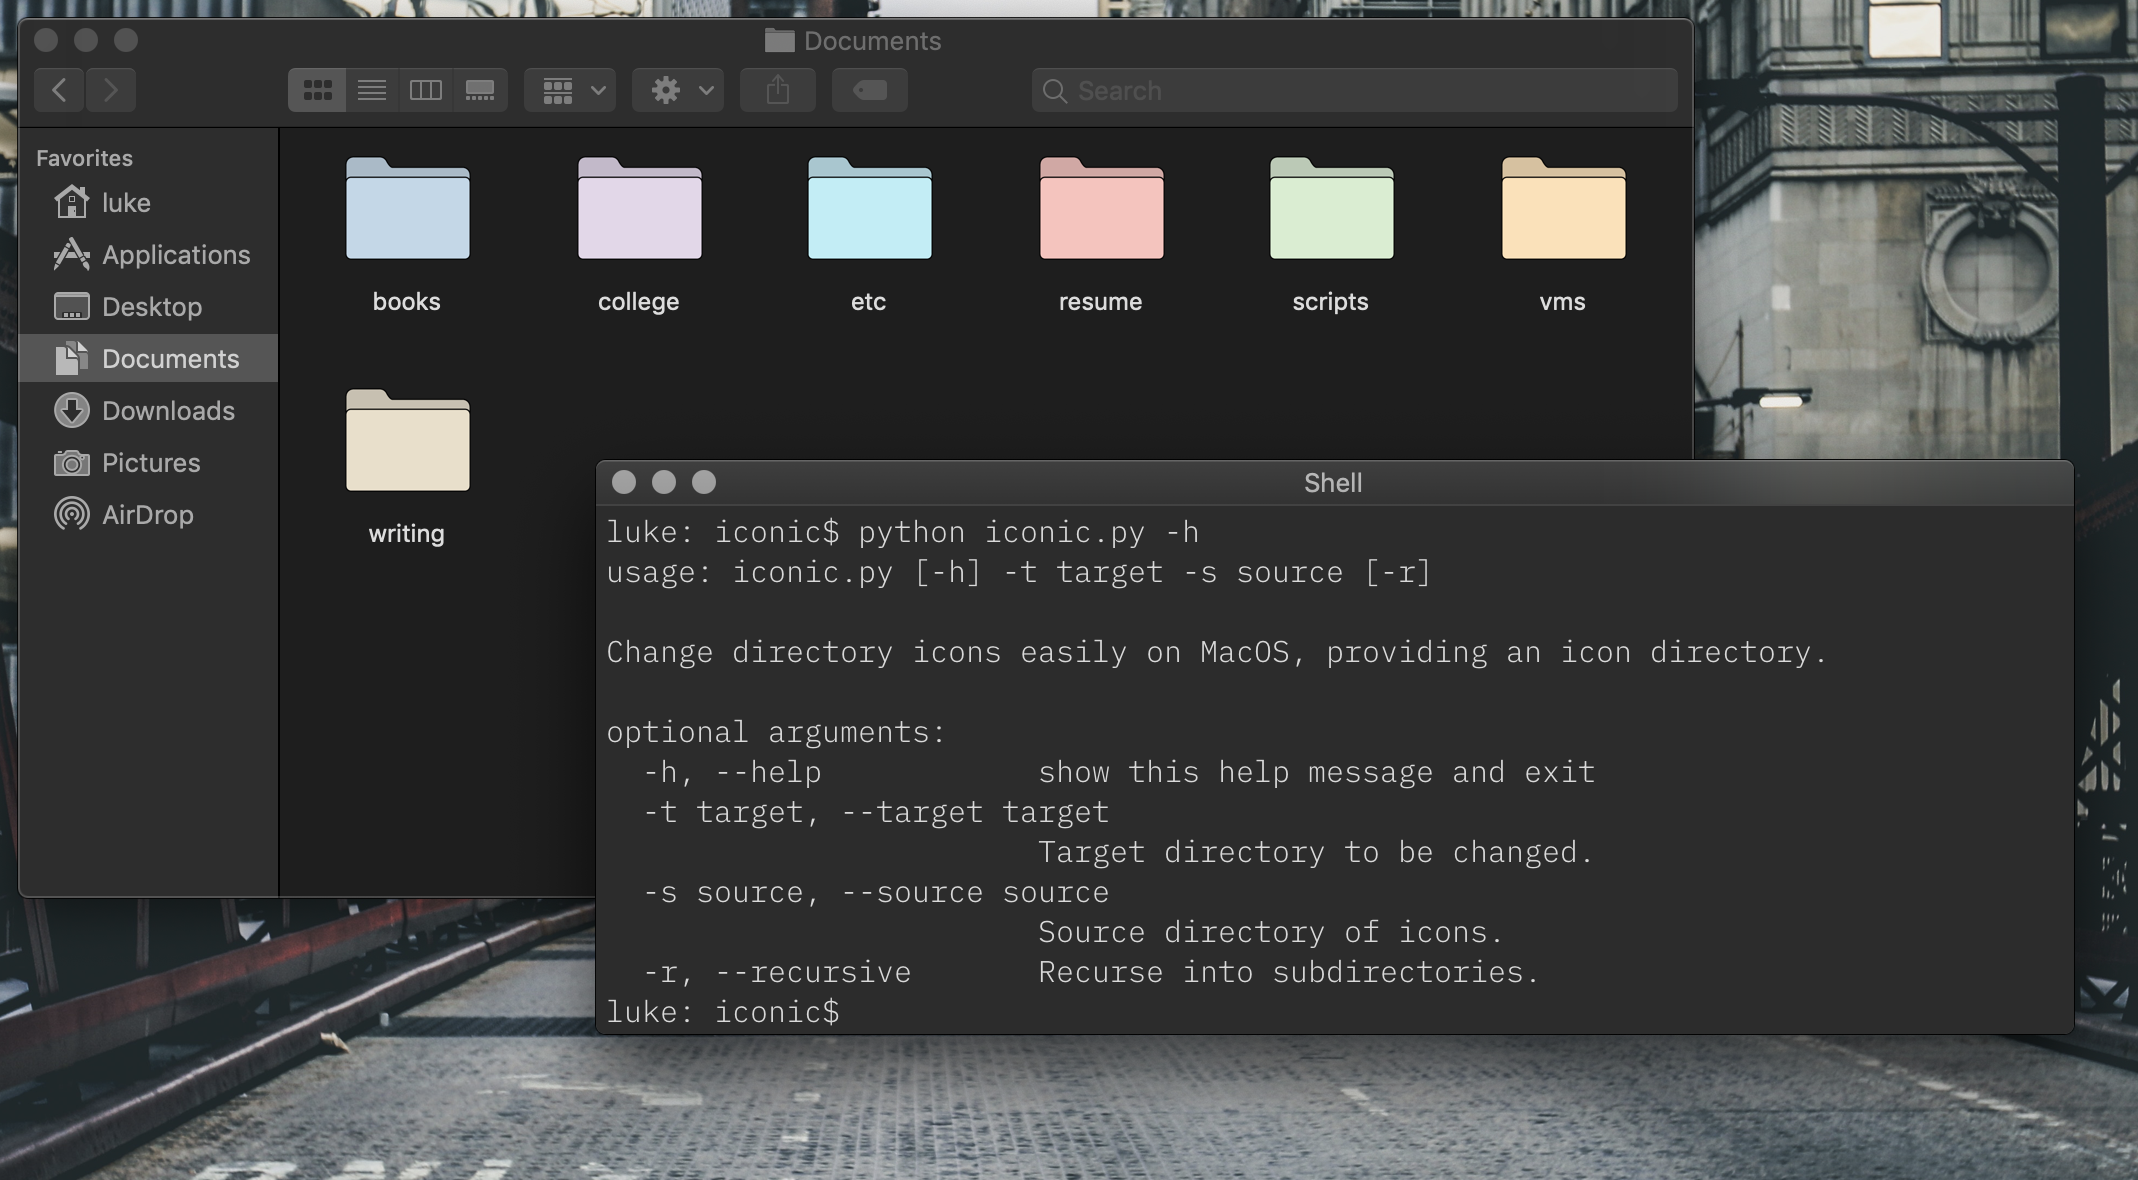 Documents
Search
Favorites
luke
Applications
Desktop
Documents
Downloads
Pictures
AirDrop
books
college
etc
resume
scripts
vms
writing
Shell
luke: iconic$ python iconic.py -h
usage: iconic.py [-h] -t target -s source [-r]
Change directory icons easily on MacOS, providing an icon directory.
optional arguments:
-h, --help show this help message and exit
-t target, --target target
Target directory to be changed.
-s source, --source source
Source directory of icons.
-r, --recursive Recurse into subdirectories.
luke: iconic$